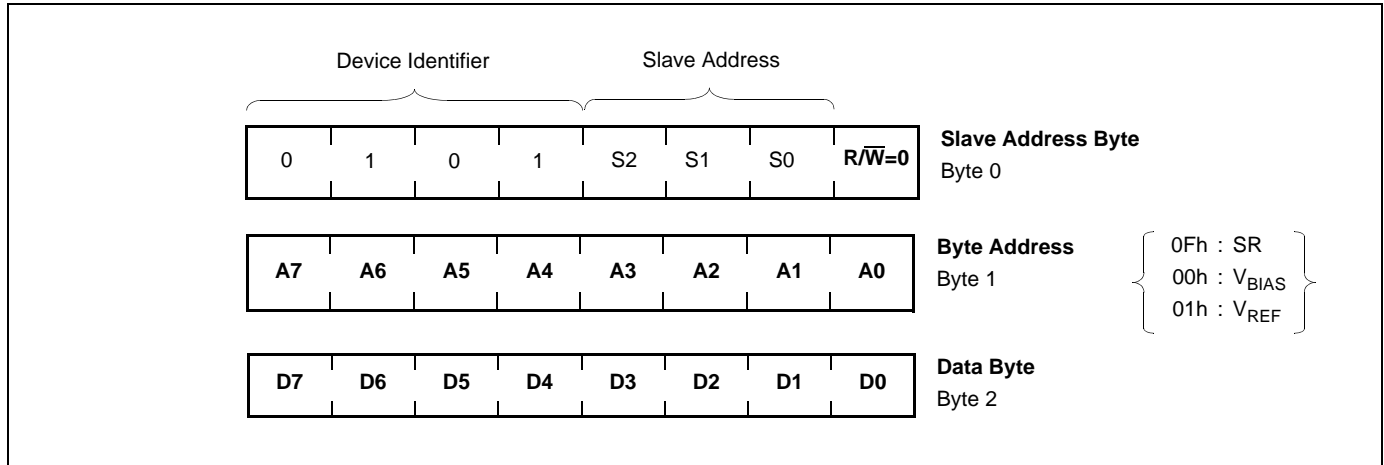 Device Identifier Slave Address
0 1 0 1 S2 S1 S0 R/W̅=0
Slave Address Byte
Byte 0
A7 A6 A5 A4 A3 A2 A1 A0
Byte Address
Byte 1
0Fh : SR
00h : VBIAS
01h : VREF
D7 D6 D5 D4 D3 D2 D1 D0
Data Byte
Byte 2